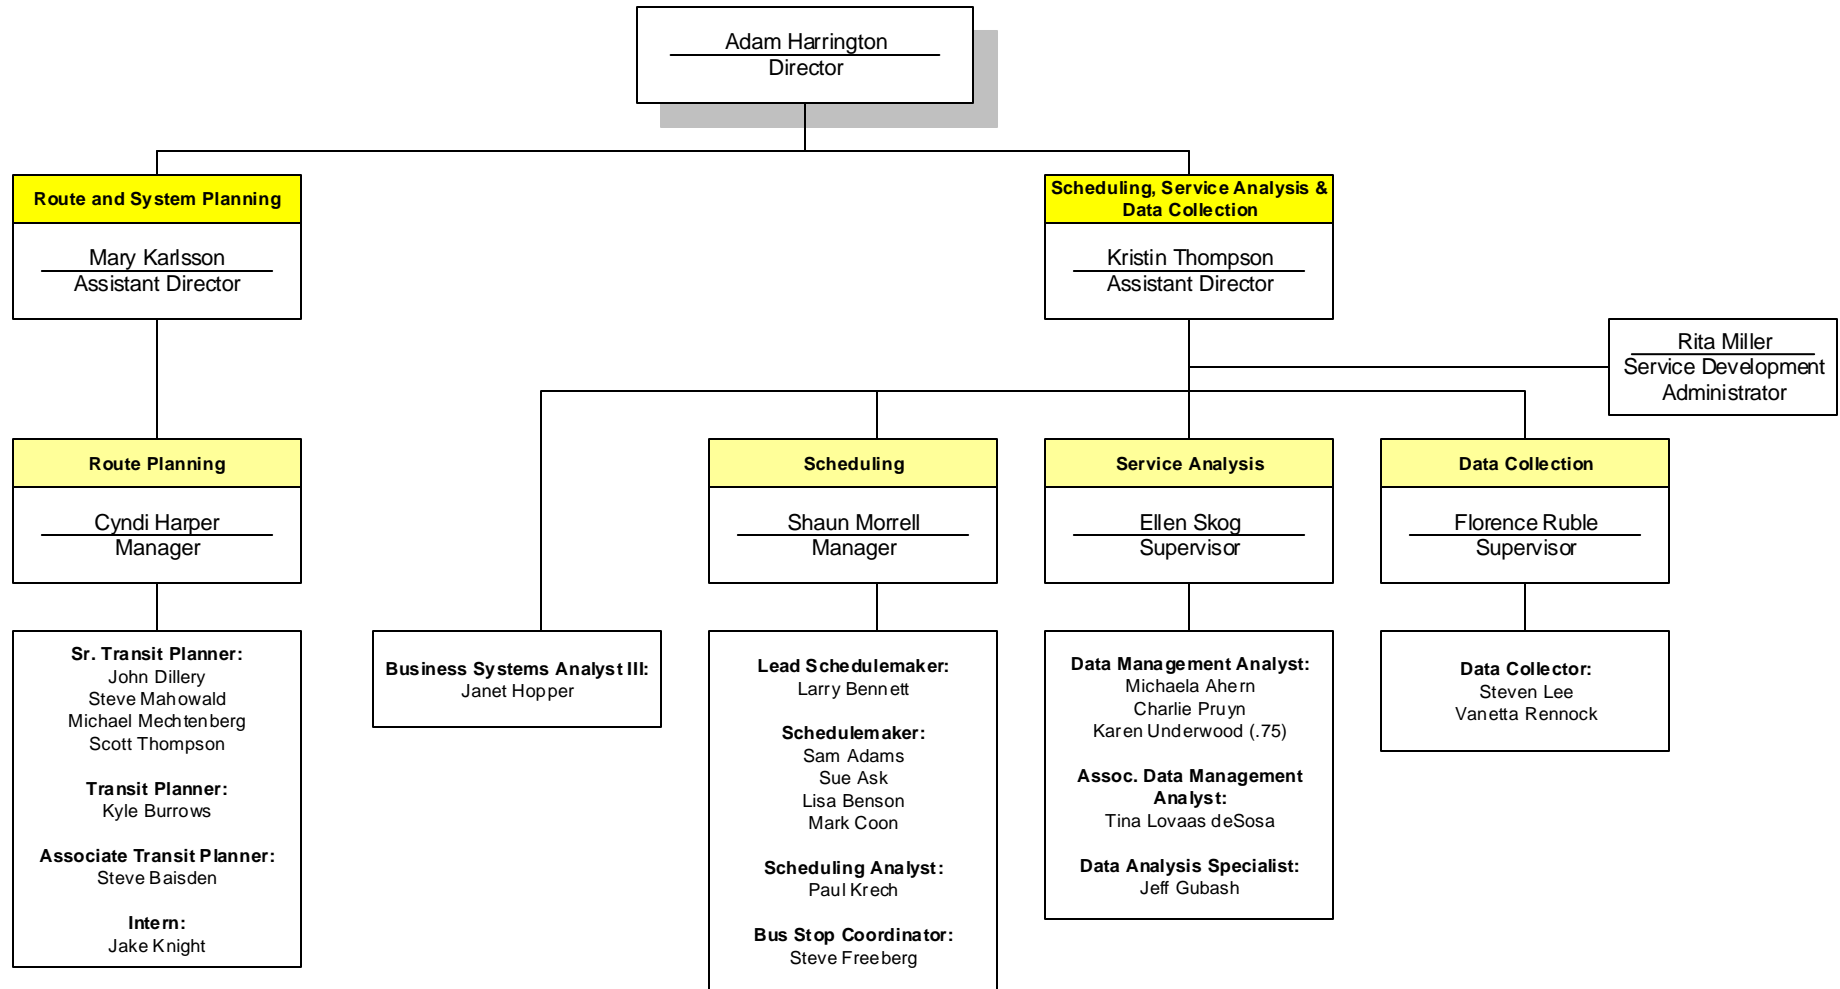 Adam Harrington
Director
Route and System Planning
Mary Karlsson
Assistant Director
Scheduling, Service Analysis &
Data Collection
Kristin Thompson
Assistant Director
Rita Miller
Service Development
Administrator
Route Planning
Cyndi Harper
Manager
Scheduling
Shaun Morrell
Manager
Service Analysis
Ellen Skog
Supervisor
Data Collection
Florence Ruble
Supervisor
Sr. Transit Planner:
John Dillery
Steve Mahowald
Michael Mechtenberg
Scott Thompson
Transit Planner:
Kyle Burrows
Associate Transit Planner:
Steve Baisden
Intern:
Jake Knight
Business Systems Analyst III:
Janet Hopper
Lead Schedulemaker:
Larry Bennett
Schedulemaker:
Sam Adams
Sue Ask
Lisa Benson
Mark Coon
Scheduling Analyst:
Paul Krech
Bus Stop Coordinator:
Steve Freeberg
Data Management Analyst:
Michaela Ahern
Charlie Pruyn
Karen Underwood (.75)
Assoc. Data Management
Analyst:
Tina Lovaas deSosa
Data Analysis Specialist:
Jeff Gubash
Data Collector:
Steven Lee
Vanetta Rennock